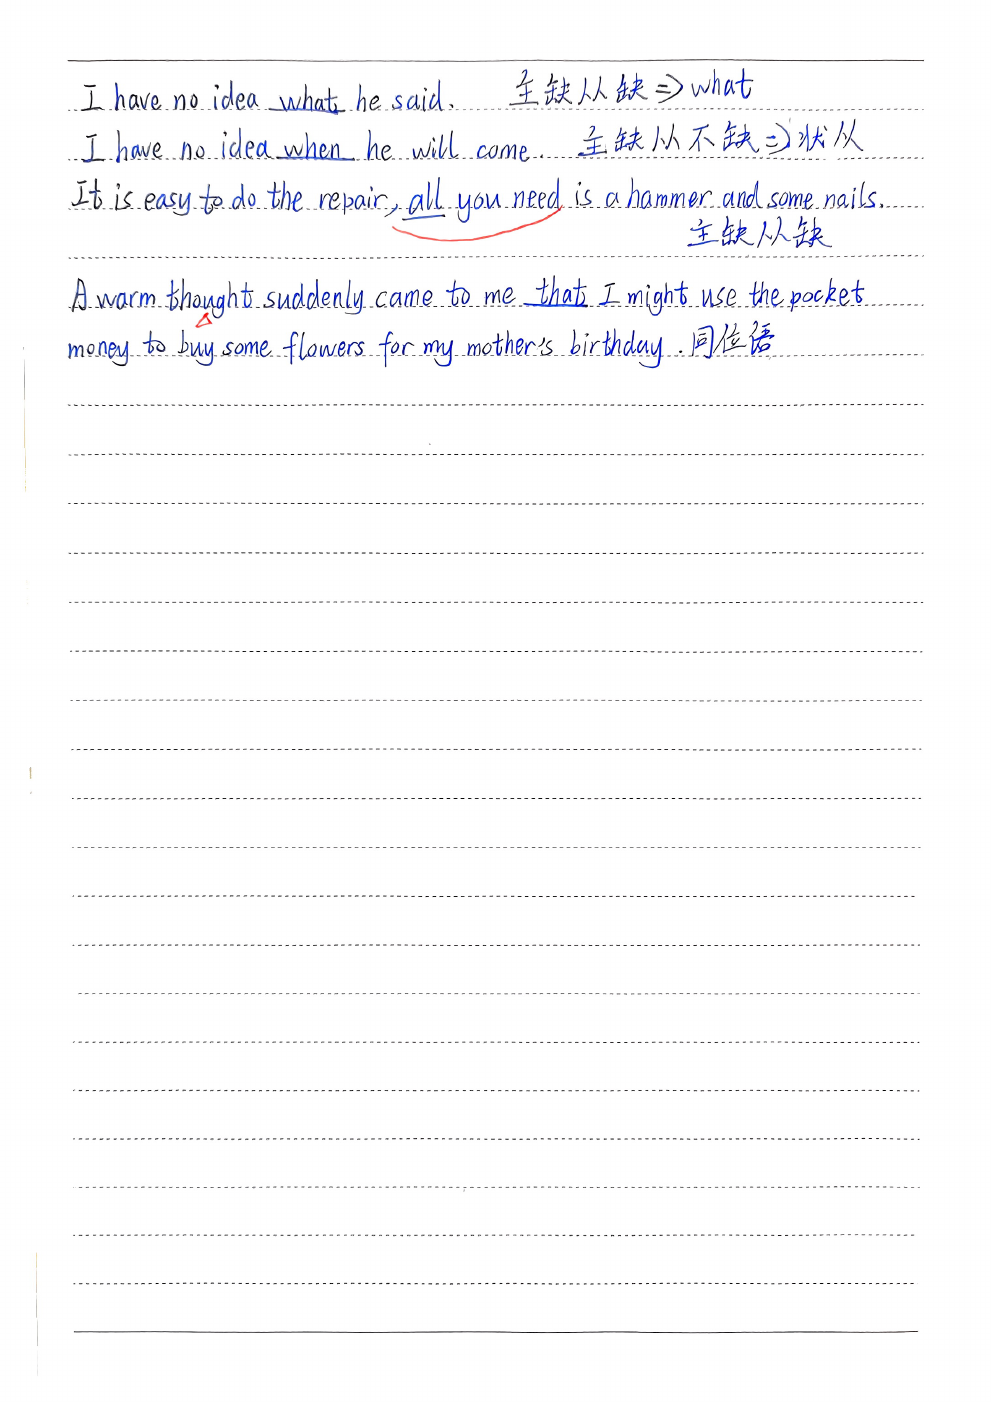 I have no idea what he said. 主缺从缺⇒what
I have no idea when he will come. 主缺从不缺⇒状从
It is easy to do the repair, all you need is a hammer and some nails.
主缺从缺
A warm thought suddenly came to me that I might use the pocket
money to buy some flowers for my mother's birthday. 同位语